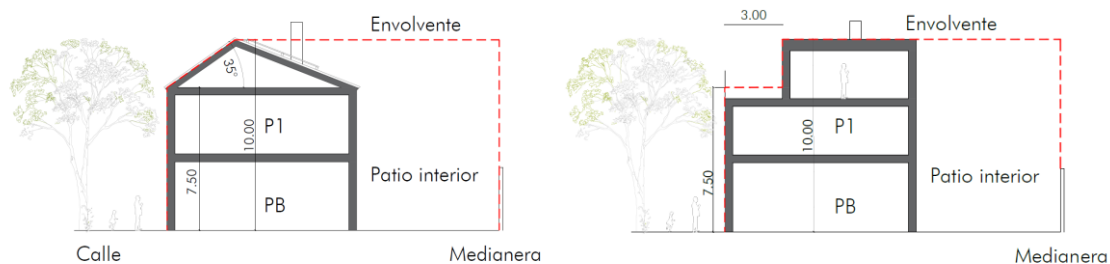 Envolvente
35°
P1
10.00
7.50
Patio interior
PB
Calle
Medianera
3.00
Envolvente
P1
10.00
7.50
Patio interior
PB
Medianera